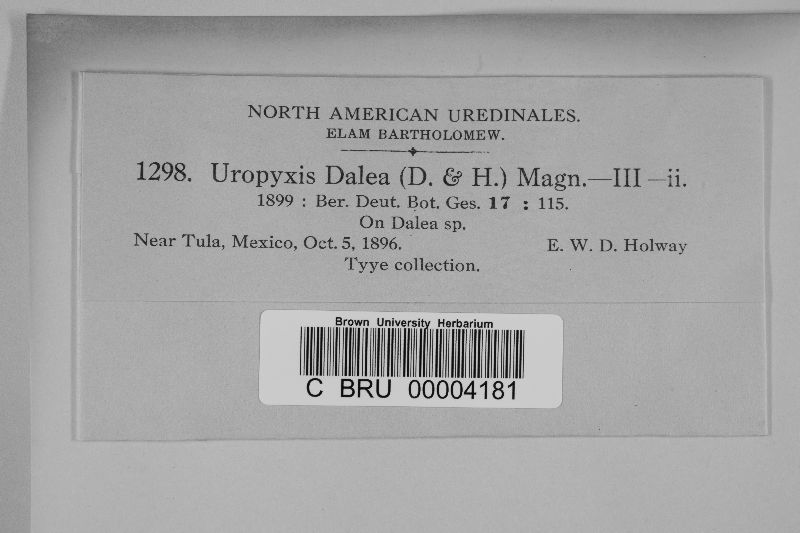 NORTH AMERICAN UREDINALES.
ELAM BARTHOLOMEW.
1298. Uropyxis Dalea (D. & H.) Magn.—III—ii.
1899 : Ber. Deut. Bot. Ges. 17 : 115.
On Dalea sp.
Near Tula, Mexico, Oct. 5, 1896. E. W. D. Holway
Tyye collection.
Brown University Herbarium
C BRU 00004181